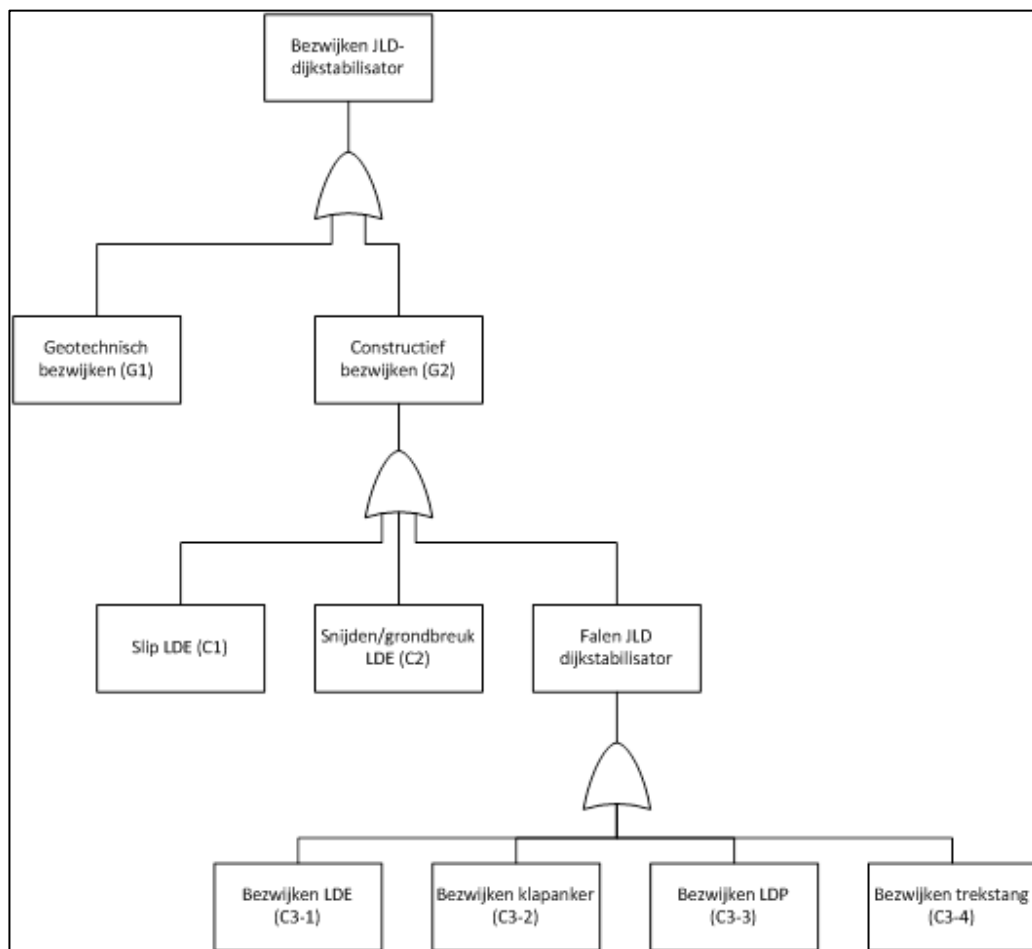 Bezwijken JLD-
dijkstabilisator
Geotechnisch
bezwijken (G1)
Constructief
bezwijken (G2)
Slip LDE (C1)
Snijden/grondbreuk
LDE (C2)
Falen JLD
dijkstabilisator
Bezwijken LDE
(C3-1)
Bezwijken klapanker
(C3-2)
Bezwijken LDP
(C3-3)
Bezwijken trekstang
(C3-4)